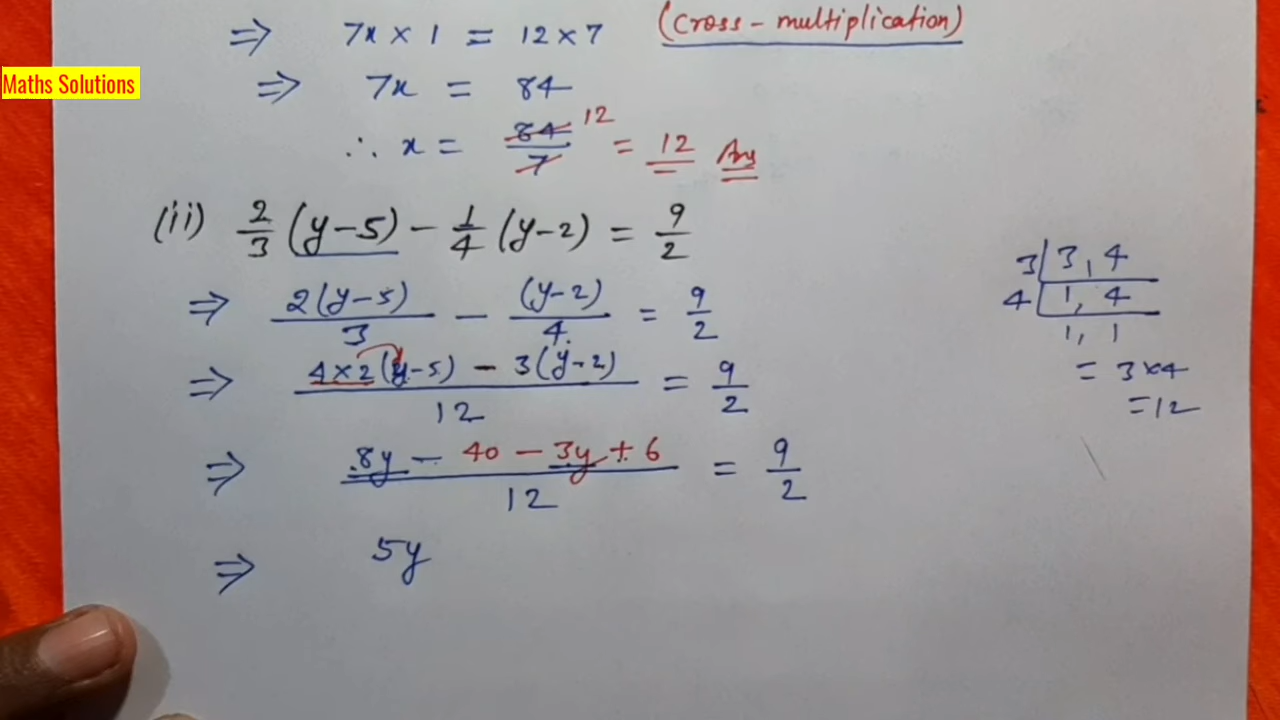 ⇒ 7x × 1 = 12 × 7 (Cross-multiplication)
Maths Solutions
⇒ 7x = 84
∴ x = 84/7 12 = 12 Ans
(ii) 2/3 (y-5) - 1/4 (y-2) = 9/2
⇒ 2(y-5)/3 - (y-2)/4 = 9/2
⇒ 4×2(y-5) - 3(y-2)/12 = 9/2
⇒ 8y - 40 - 3y + 6/12 = 9/2
⇒ 5y
3 | 3, 4
4 | 1, 4
1, 1
= 3×4
=12